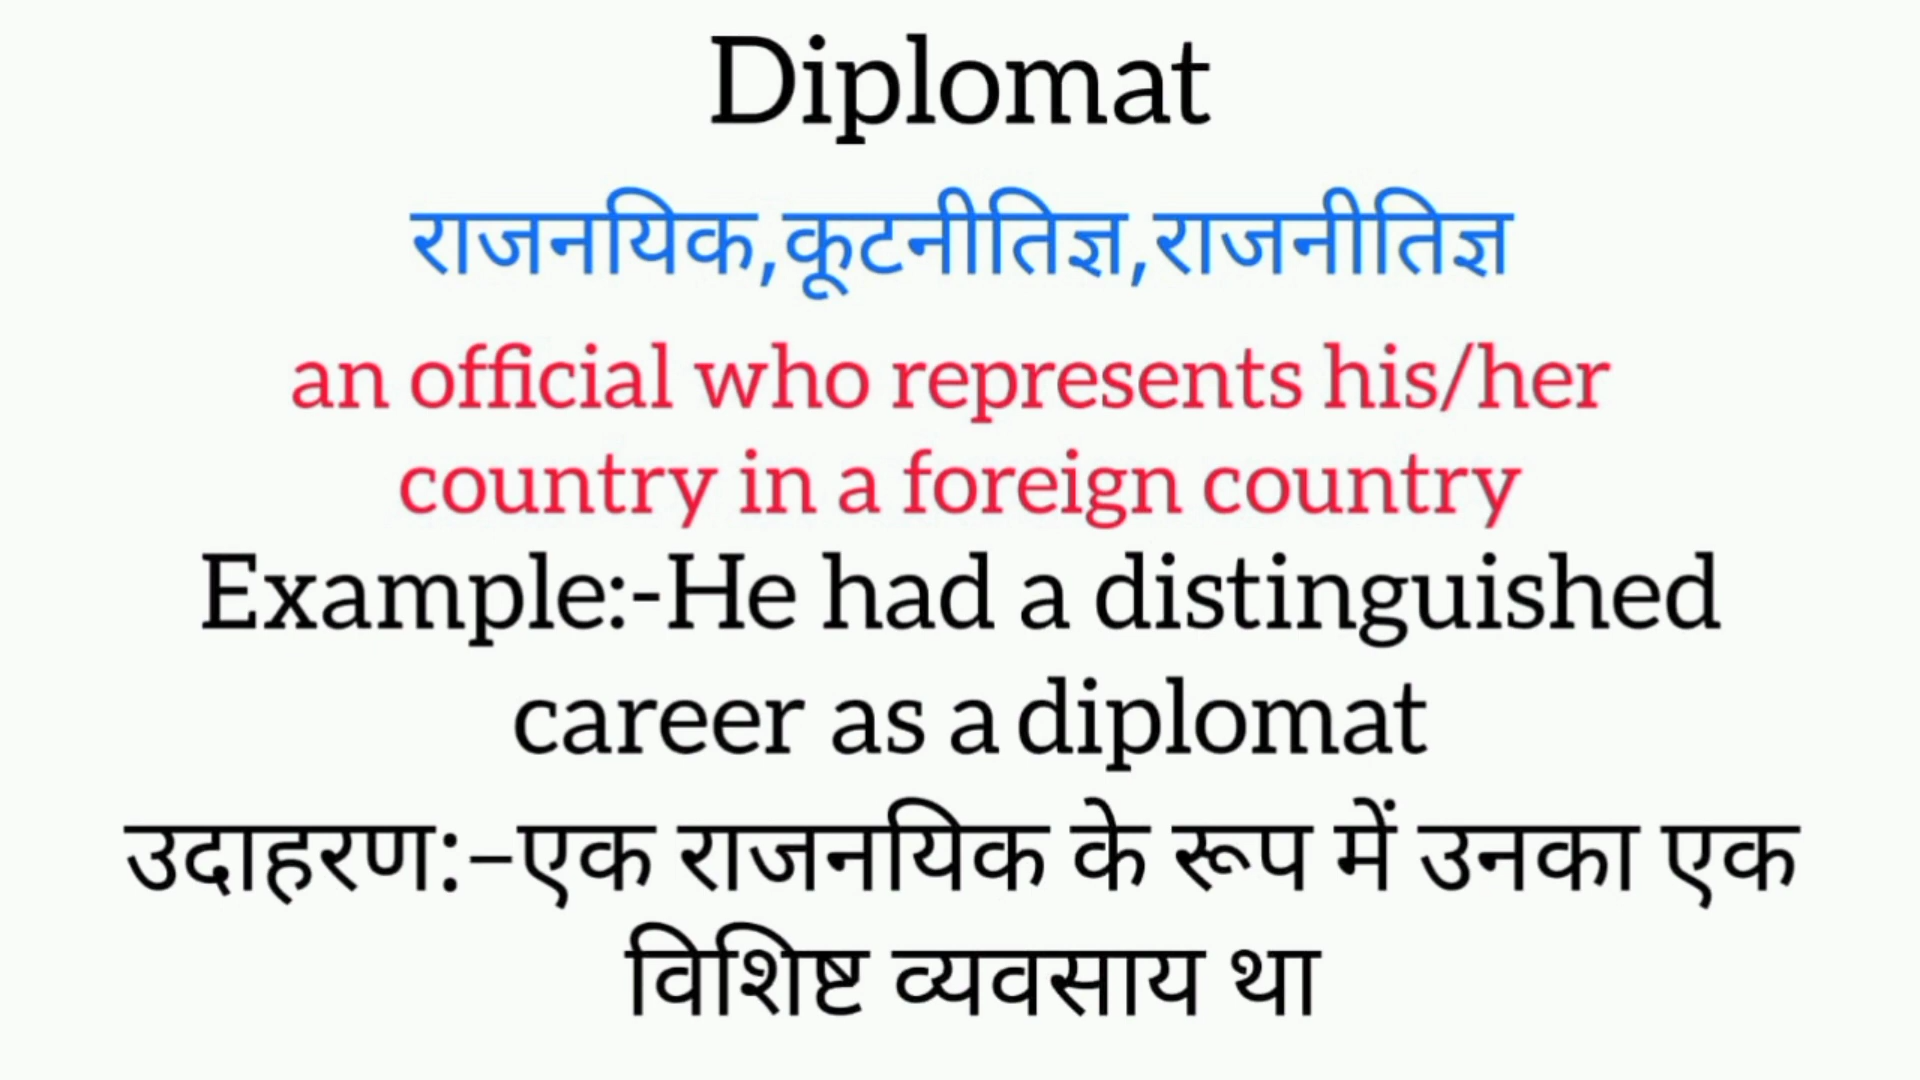 Diplomat
राजनयिक,कूटनीतिज्ञ,राजनीतिज्ञ
an official who represents his/her
country in a foreign country
Example:-He had a distinguished
career as a diplomat
उदाहरण:–एक राजनयिक के रूप में उनका एक
विशिष्ट व्यवसाय था